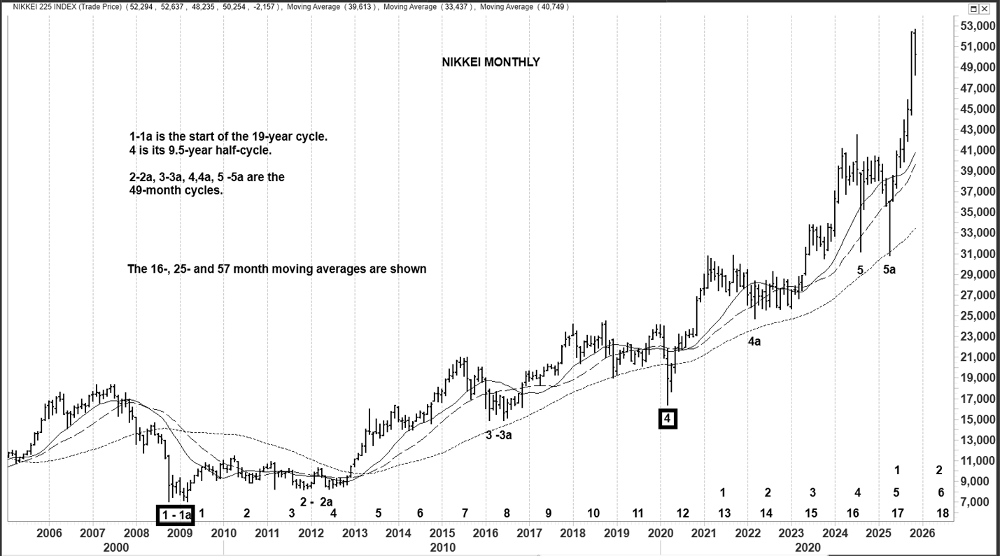 NIKKEI 225 INDEX (Trade Price) ( 52,294 , 52,637 , 48,235 , 50,254 , -2,157 ) , Moving Average ( 39,613 ) , Moving Average ( 33,437 ) , Moving Average ( 40,749 )
53,000
NIKKEI MONTHLY
51,000
49,000
47,000
45,000
1-1a is the start of the 19-year cycle.
43,000
4 is its 9.5-year half-cycle.
41,000
2-2a, 3-3a, 4,4a, 5 -5a are the
39,000
49-month cycles.
37,000
35,000
33,000
31,000
The 16-, 25- and 57 month moving averages are shown
5 5a
29,000
27,000
25,000
23,000
4a
21,000
19,000
17,000
4
15,000
3 -3a
13,000
11,000
1 2
9,000
1 2 3 4 5 6
7,000
2 - 2a
1 - 1a 1 2 3 4 5 6 7 8 9 10 11 12 13 14 15 16 17 18
2006 2007 2008 2009 2010 2011 2012 2013 2014 2015 2016 2017 2018 2019 2020 2021 2022 2023 2024 2025 2026
2000 2010 2020